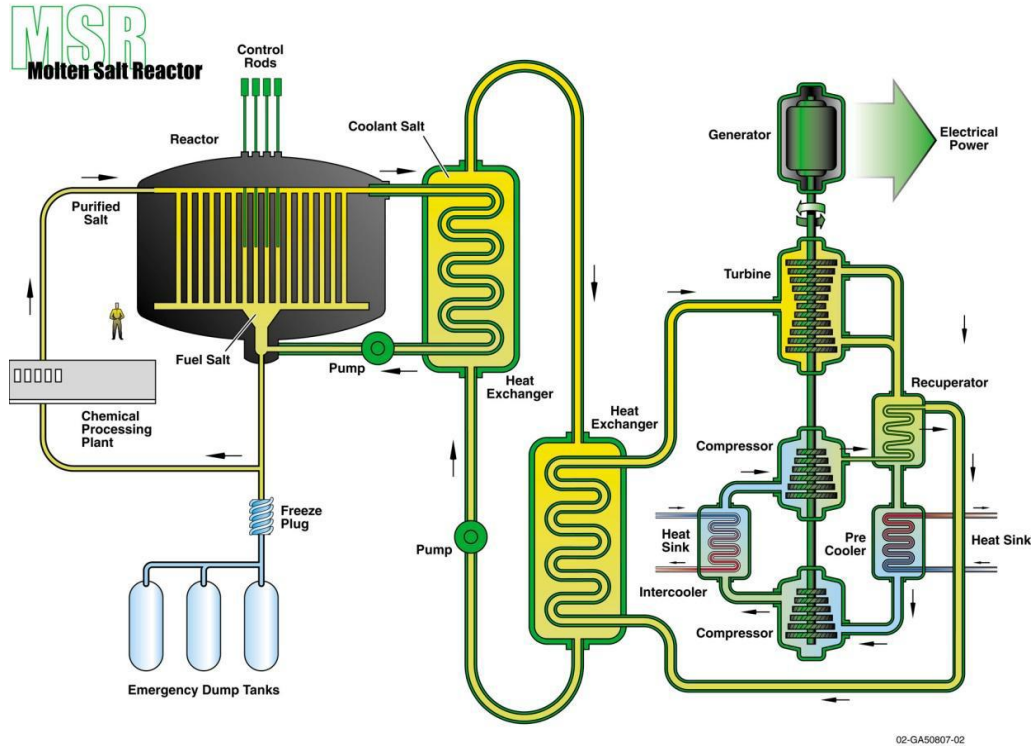 MSR
Molten Salt Reactor
Control
Rods
Reactor
Coolant Salt
Generator
Electrical
Power
Purified
Salt
Turbine
Fuel Salt
Pump
Heat
Exchanger
Recuperator
Chemical
Processing
Plant
Heat
Exchanger
Compressor
Freeze
Plug
Pump
Heat
Sink
Pre
Cooler
Heat Sink
Intercooler
Compressor
Emergency Dump Tanks
02-GA50807-02